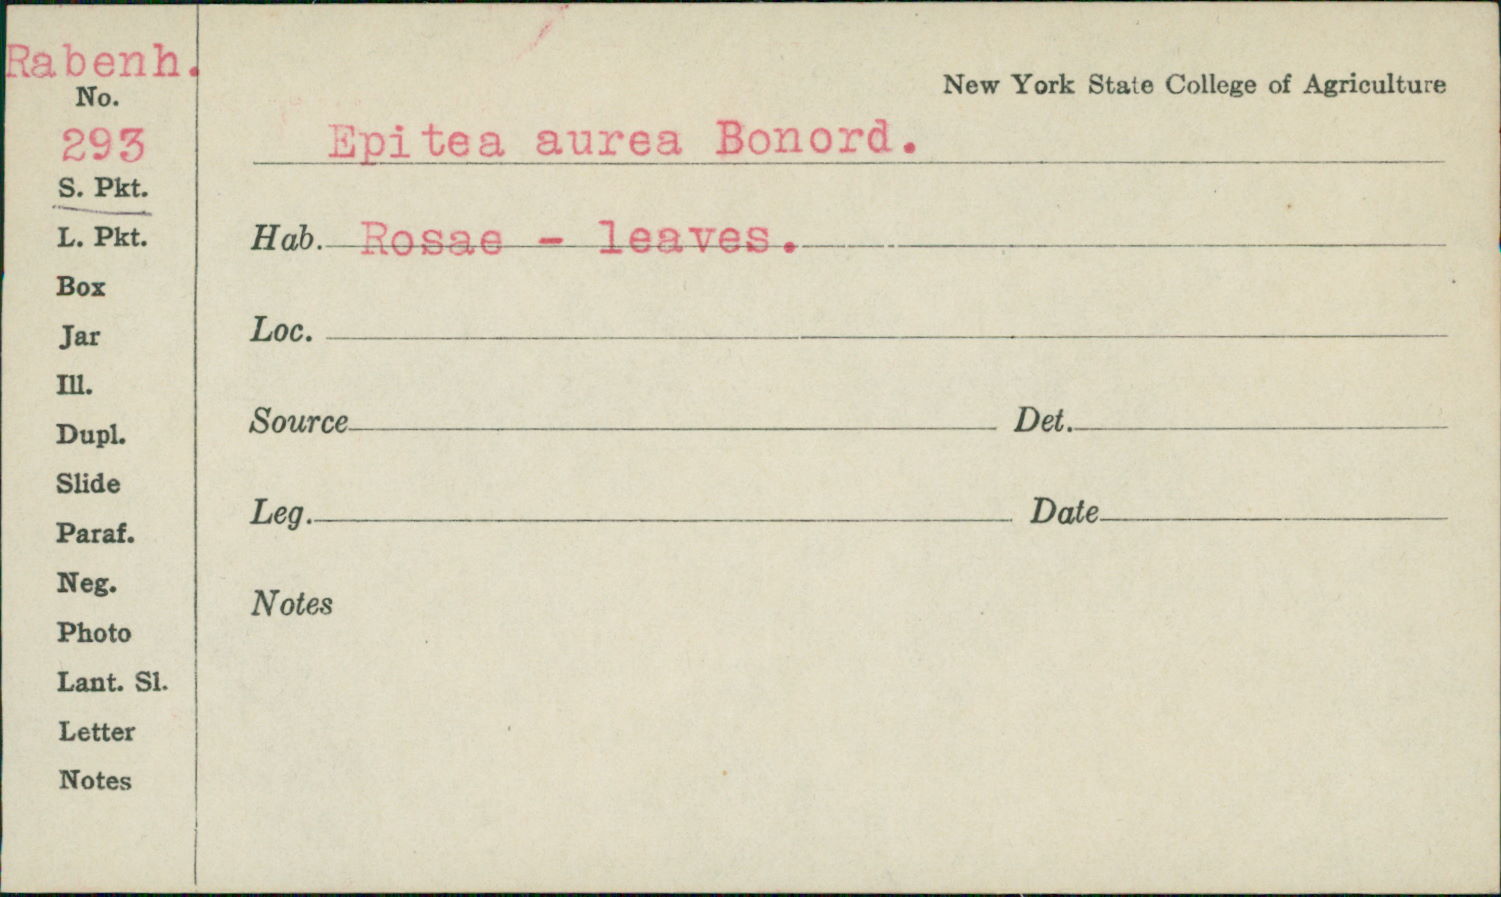 Rabenh.
No.
293
S. Pkt.
L. Pkt.
Box
Jar
Ill.
Dupl.
Slide
Paraf.
Neg.
Photo
Lant. Sl.
Letter
Notes
New York State College of Agriculture
Epitea aurea Bonord.
Hab. Rosae - leaves.
Loc.
Source Det.
Leg. Date
Notes